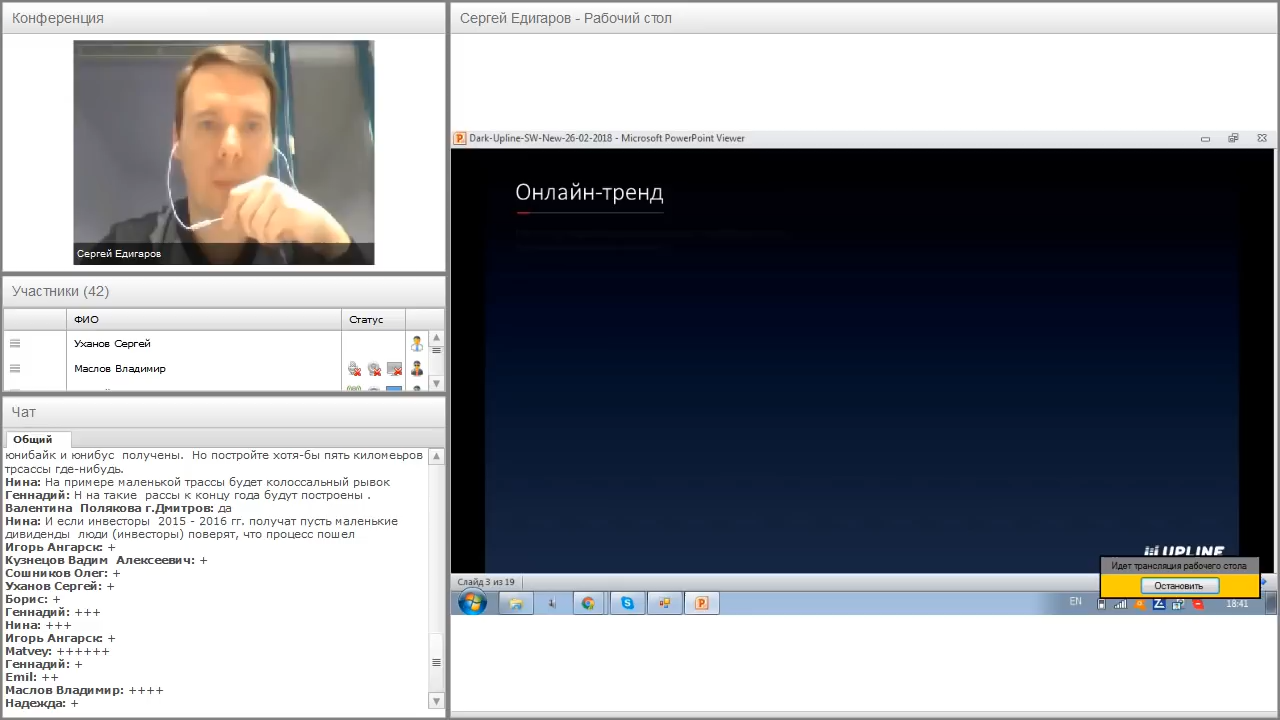 Конференция
Сергей Едигаров
Участники (42)
ФИО Статус
Уханов Сергей
Маслов Владимир
Чат
Общий
юнибайк и юнибус получены. Но постройте хотя-бы пять киломеьров
трсассы где-нибудь.
Нина: На примере маленькой трассы будет колоссальный рывок
Геннадий: Н на такие рассы к концу года будут построены .
Валентина Полякова г.Дмитров: да
Нина: И если инвесторы 2015 - 2016 гг. получат пусть маленькие
дивиденды люди (инвесторы) поверят, что процесс пошел
Игорь Ангарск: +
Кузнецов Вадим Алексеевич: +
Сошников Олег: +
Уханов Сергей: +
Борис: +
Геннадий: +++
Нина: +++
Игорь Ангарск: +
Matvey: ++++++
Геннадий: +
Emil: ++
Маслов Владимир: ++++
Надежда: +
Сергей Едигаров - Рабочий стол
Dark-Upline-SW-New-26-02-2018 - Microsoft PowerPoint Viewer
Онлайн-тренд
UPLINE
Идет трансляция рабочего стола
Остановить
Слайд 3 из 19
EN
18:41